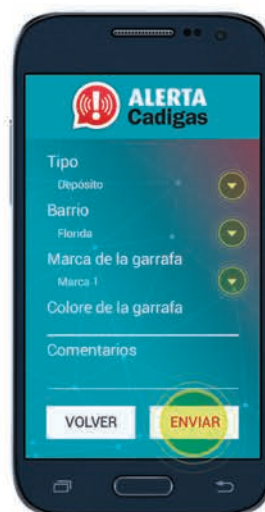 ALERTA
Cadigas
Tipo
Depósito
Barrio
Florida
Marca de la garrafa
Marca 1
Colore de la garrafa
Comentarios
VOLVER
ENVIAR